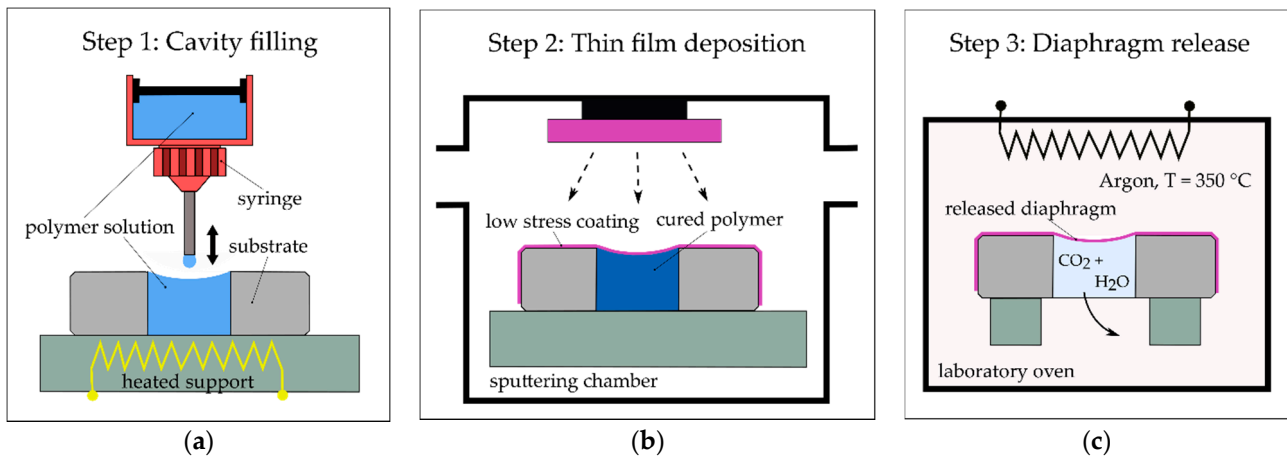 Step 1: Cavity filling
syringe
polymer solution
substrate
heated support
(a)
Step 2: Thin film deposition
low stress coating
cured polymer
sputtering chamber
(b)
Step 3: Diaphragm release
Argon, T = 350 °C
released diaphragm
CO₂ +
H₂O
laboratory oven
(c)